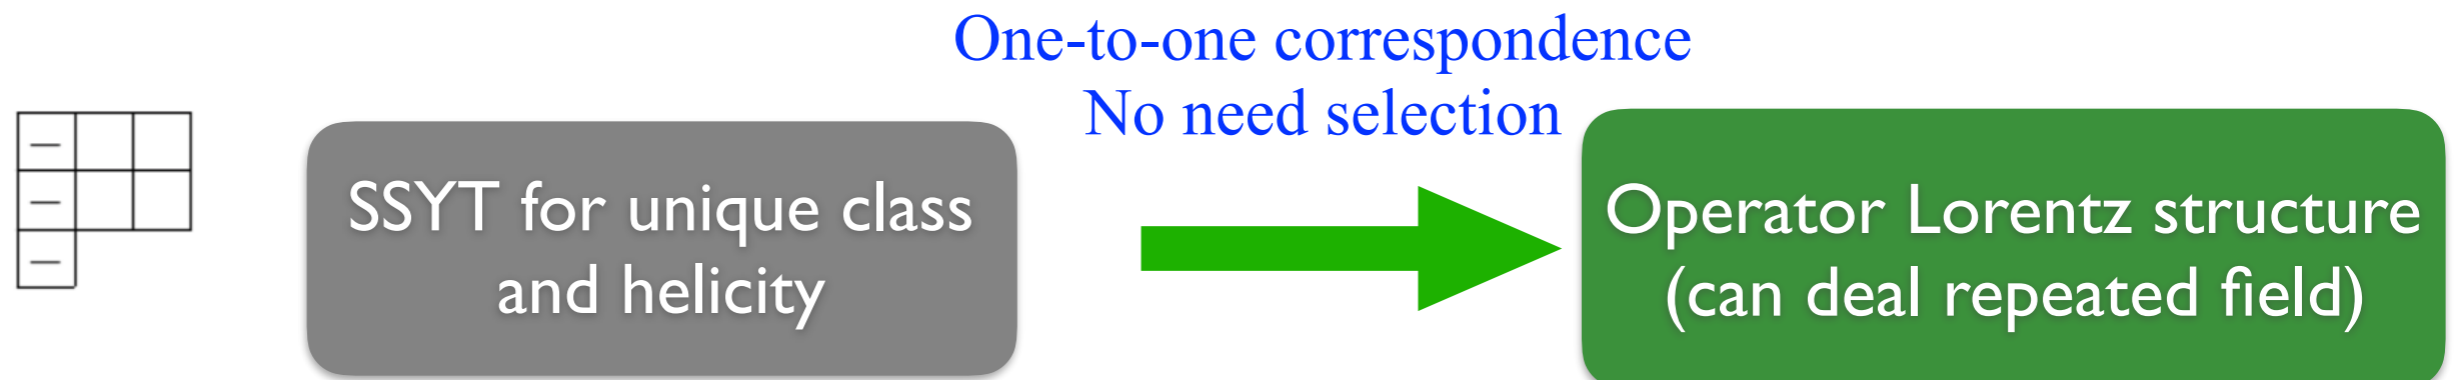 One-to-one correspondence
No need selection
SSYT for unique class
and helicity
Operator Lorentz structure
(can deal repeated field)